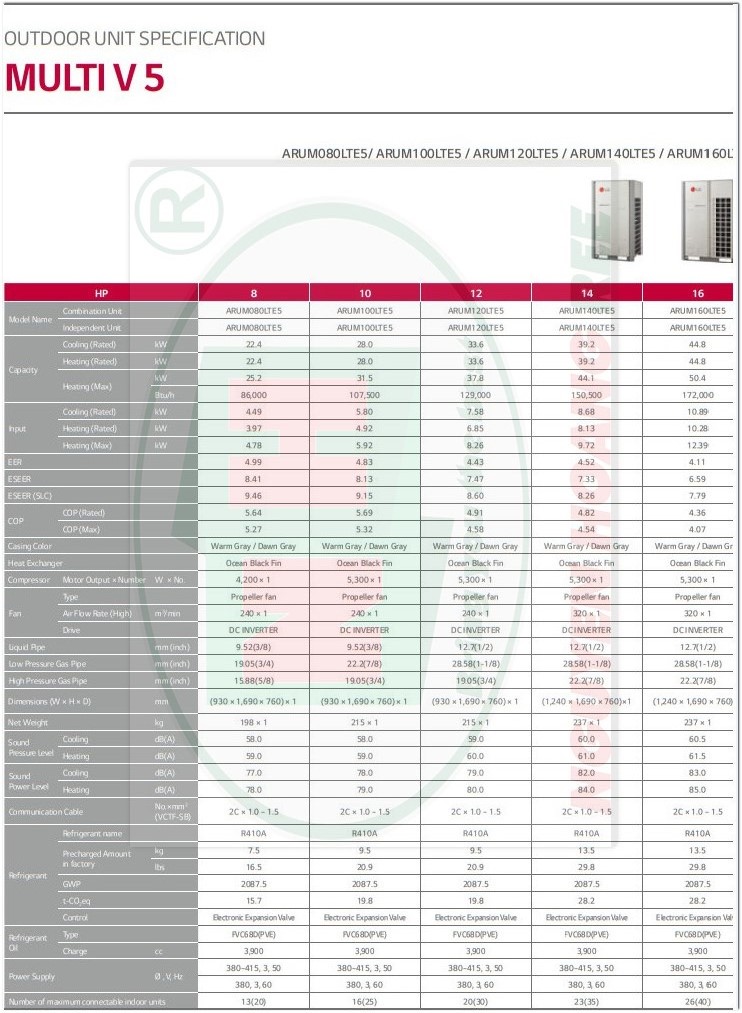 OUTDOOR UNIT SPECIFICATION
MULTI V 5
ARUM080LTE5/ ARUM100LTE5 / ARUM120LTE5 / ARUM140LTE5 / ARUM160L
HP 8 10 12 14 16
Model Name Combination Unit ARUM080LTE5 ARUM100LTE5 ARUM120LTE5 ARUM140LTE5 ARUM160LTE5
Independent Unit ARUM080LTE5 ARUM100LTE5 ARUM120LTE5 ARUM140LTE5 ARUM160LTE5
Capacity Cooling (Rated) kW 22.4 28.0 33.6 39.2 44.8
Heating (Rated) kW 22.4 28.0 33.6 39.2 44.8
Heating (Max) kW 25.2 31.5 37.8 44.1 50.4
Btu/h 86,000 107,500 129,000 150,500 172,000
Input Cooling (Rated) kW 4.49 5.80 7.58 8.68 10.89
Heating (Rated) kW 3.97 4.92 6.85 8.13 10.28
Heating (Max) kW 4.78 5.92 8.26 9.72 12.39
EER 4.99 4.83 4.43 4.52 4.11
ESEER 8.41 8.13 7.47 7.33 6.59
ESEER (SLC) 9.46 9.15 8.60 8.26 7.79
COP COP (Rated) 5.64 5.69 4.91 4.82 4.36
COP (Max) 5.27 5.32 4.58 4.54 4.07
Casing Color Warm Gray / Dawn Gray Warm Gray / Dawn Gray Warm Gray / Dawn Gray Warm Gray / Dawn Gray Warm Gray / Dawn Gr
Heat Exchanger Ocean Black Fin Ocean Black Fin Ocean Black Fin Ocean Black Fin Ocean Black Fin
Compressor Motor Output × Number W × No. 4,200 × 1 5,300 × 1 5,300 × 1 5,300 × 1 5,300 × 1
Fan Type Propeller fan Propeller fan Propeller fan Propeller fan Propeller fan
Air Flow Rate (High) m³/min 240 × 1 240 × 1 240 × 1 320 × 1 320 × 1
Drive DC INVERTER DC INVERTER DC INVERTER DC INVERTER DC INVERTER
Liquid Pipe mm (inch) 9.52(3/8) 9.52(3/8) 12.7(1/2) 12.7(1/2) 12.7(1/2)
Low Pressure Gas Pipe mm (inch) 19.05(3/4) 22.2(7/8) 28.58(1-1/8) 28.58(1-1/8) 28.58(1-1/8)
High Pressure Gas Pipe mm (inch) 15.88(5/8) 19.05(3/4) 19.05(3/4) 22.2(7/8) 22.2(7/8)
Dimensions (W × H × D) mm (930 × 1,690 × 760) × 1 (930 × 1,690 × 760) × 1 (930 × 1,690 × 760) × 1 (1,240 × 1,690 × 760)×1 (1,240 × 1,690 × 760)
Net Weight kg 198 × 1 215 × 1 215 × 1 237 × 1 237 × 1
Sound Pressure Level Cooling dB(A) 58.0 58.0 59.0 60.0 60.5
Heating dB(A) 59.0 59.0 60.0 61.0 61.5
Sound Power Level Cooling dB(A) 77.0 78.0 79.0 82.0 83.0
Heating dB(A) 78.0 79.0 80.0 84.0 85.0
Communication Cable No.×mm² (VCTF-SB) 2C × 1.0 – 1.5 2C × 1.0 – 1.5 2C × 1.0 – 1.5 2C × 1.0 – 1.5 2C × 1.0 – 1.5
Refrigerant Refrigerant name R410A R410A R410A R410A R410A
Precharged Amount in factory kg 7.5 9.5 9.5 13.5 13.5
lbs 16.5 20.9 20.9 29.8 29.8
GWP 2087.5 2087.5 2087.5 2087.5 2087.5
t-CO₂eq 15.7 19.8 19.8 28.2 28.2
Control Electronic Expansion Valve Electronic Expansion Valve Electronic Expansion Valve Electronic Expansion Valve Electronic Expansion Val
Refrigerant Oil Type FVC68D(PVE) FVC68D(PVE) FVC68D(PVE) FVC68D(PVE) FVC68D(PVE)
Charge cc 3,900 3,900 3,900 3,900 3,900
Power Supply Ø , V, Hz 380–415, 3, 50 380–415, 3, 50 380–415, 3, 50 380–415, 3, 50 380–415, 3, 50
380, 3, 60 380, 3, 60 380, 3, 60 380, 3, 60 380, 3, 60
Number of maximum connectable indoor units 13(20) 16(25) 20(30) 23(35) 26(40)
®